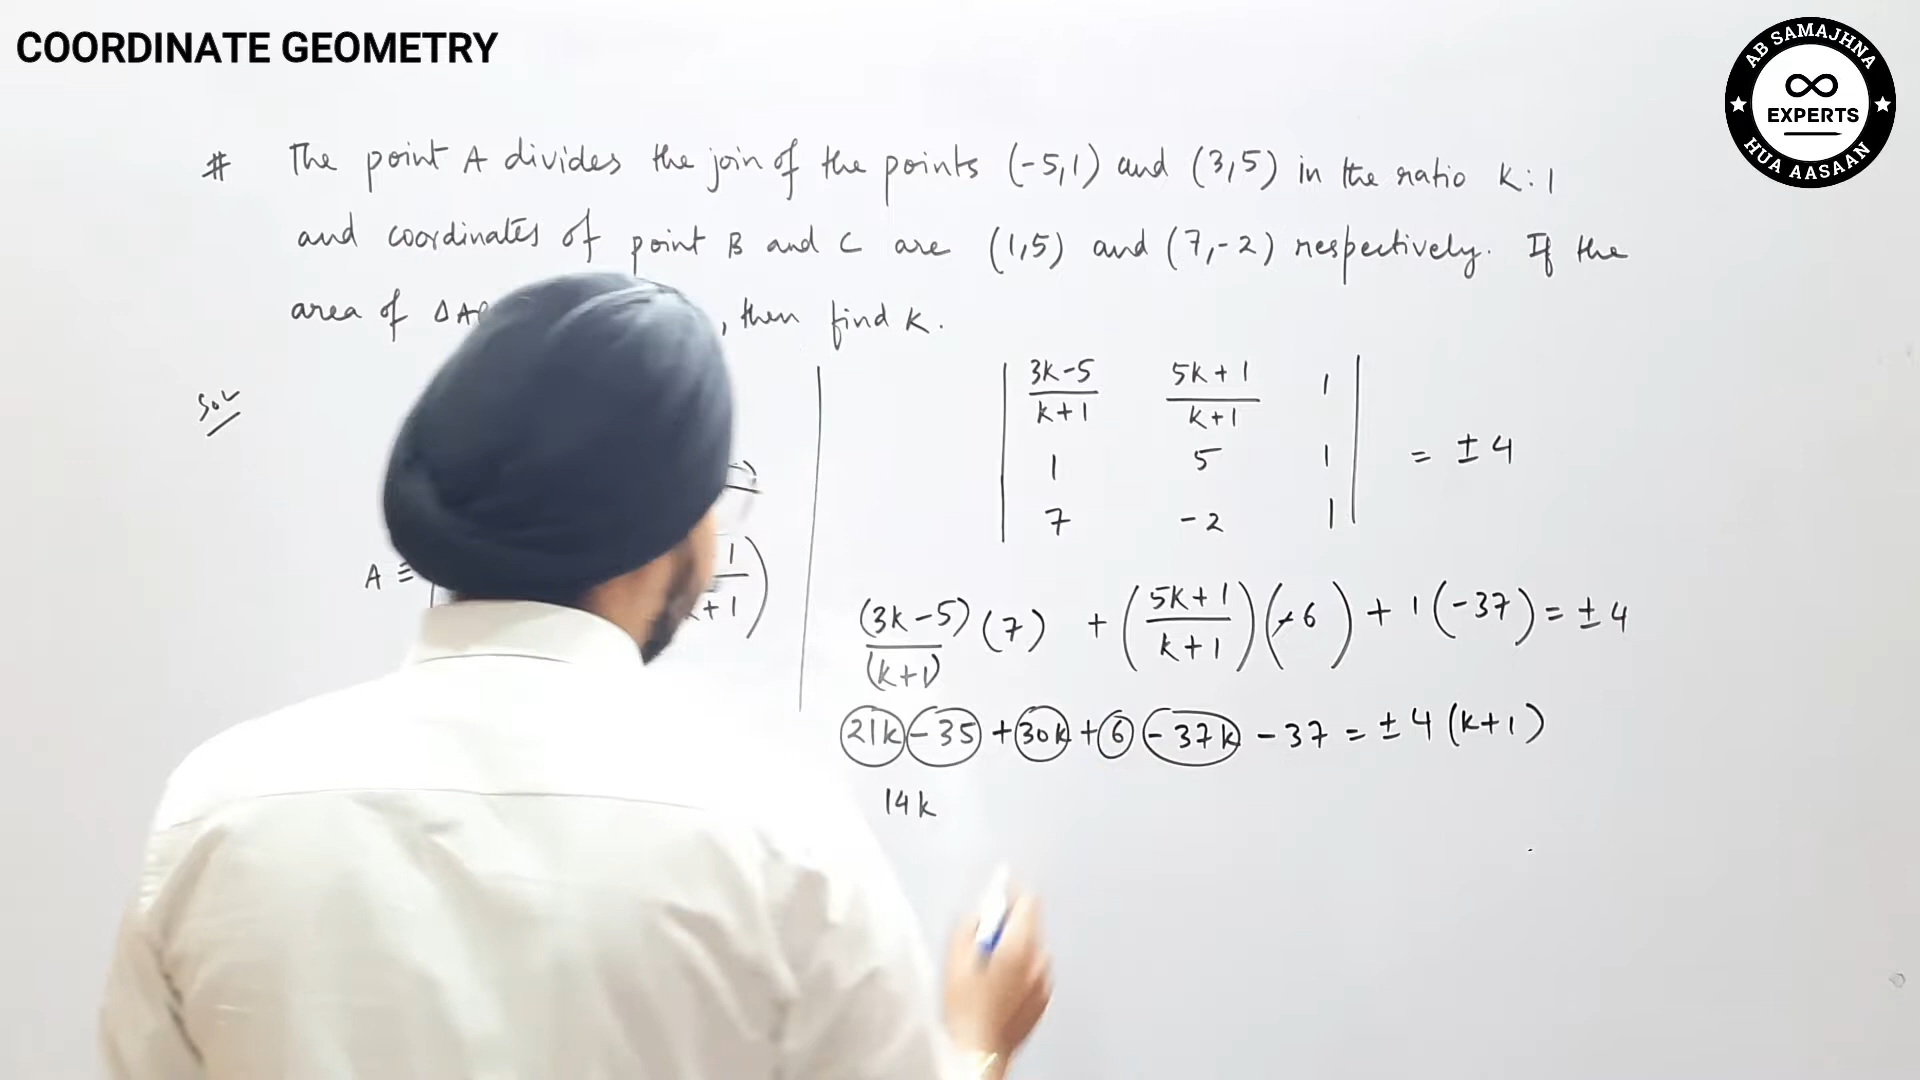 COORDINATE GEOMETRY
AB SAMAJHNA
∞
EXPERTS
HUA AASAAN
# The point A divides the join of the points (-5,1) and (3,5) in the ratio K:1
and coordinates of point B and C are (1,5) and (7,-2) respectively. If the
area of Δ , then find K.
Sol
| 3K-5/K+1 5K+1/K+1 1 |
| 1 5 1 | = ± 4
| 7 -2 1 |
A ≡ 1/+1 )
(3K-5)/(K+1) (7) + (5K+1/K+1)(-6) + 1(-37) = ± 4
21K - 35 + 30K + 6 - 37K - 37 = ± 4 (K+1)
14K